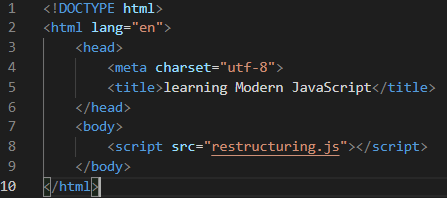 1 <!DOCTYPE html>
2 <html lang="en">
3     <head>
4         <meta charset="utf-8">
5         <title>learning Modern JavaScript</title>
6     </head>
7     <body>
8         <script src="restructuring.js"></script>
9     </body>
10 </html>